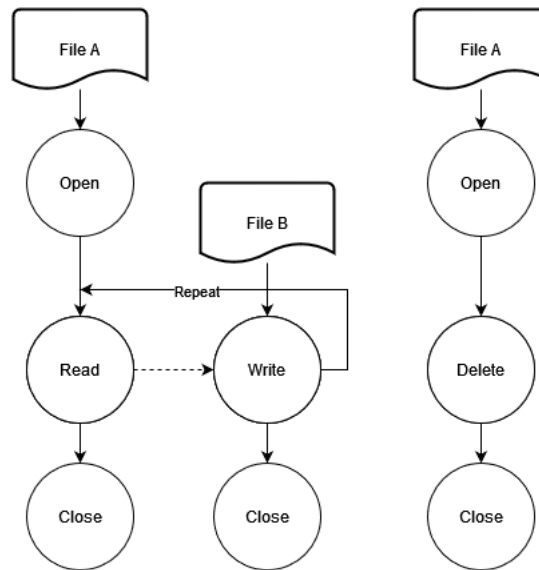 File A
File A
Open
Open
File B
Repeat
Read
Write
Delete
Close
Close
Close